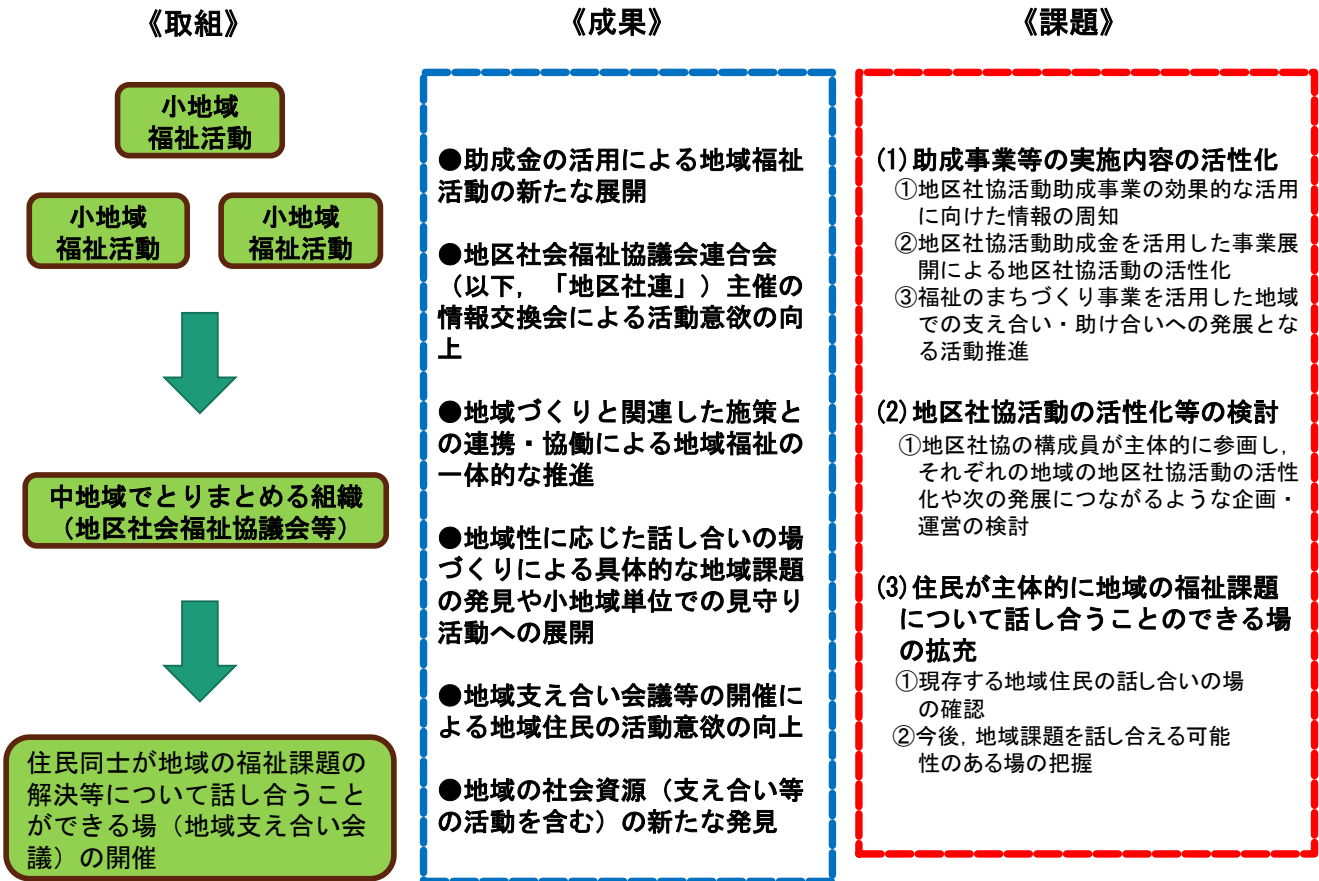 《取組》
小地域
福祉活動
小地域
福祉活動
小地域
福祉活動
中地域でとりまとめる組織
（地区社会福祉協議会等）
住民同士が地域の福祉課題の
解決等について話し合うこと
ができる場（地域支え合い会
議）の開催
《成果》
●助成金の活用による地域福祉
活動の新たな展開
●地区社会福祉協議会連合会
（以下，「地区社連」）主催の
情報交換会による活動意欲の向
上
●地域づくりと関連した施策と
の連携・協働による地域福祉の
一体的な推進
●地域性に応じた話し合いの場
づくりによる具体的な地域課題
の発見や小地域単位での見守り
活動への展開
●地域支え合い会議等の開催に
よる地域住民の活動意欲の向上
●地域の社会資源（支え合い等
の活動を含む）の新たな発見
《課題》
(1)助成事業等の実施内容の活性化
①地区社協活動助成事業の効果的な活用
に向けた情報の周知
②地区社協活動助成金を活用した事業展
開による地区社協活動の活性化
③福祉のまちづくり事業を活用した地域
での支え合い・助け合いへの発展とな
る活動推進
(2)地区社協活動の活性化等の検討
①地区社協の構成員が主体的に参画し，
それぞれの地域の地区社協活動の活性
化や次の発展につながるような企画・
運営の検討
(3)住民が主体的に地域の福祉課題
について話し合うことのできる場
の拡充
①現存する地域住民の話し合いの場
の確認
②今後，地域課題を話し合える可能
性のある場の把握